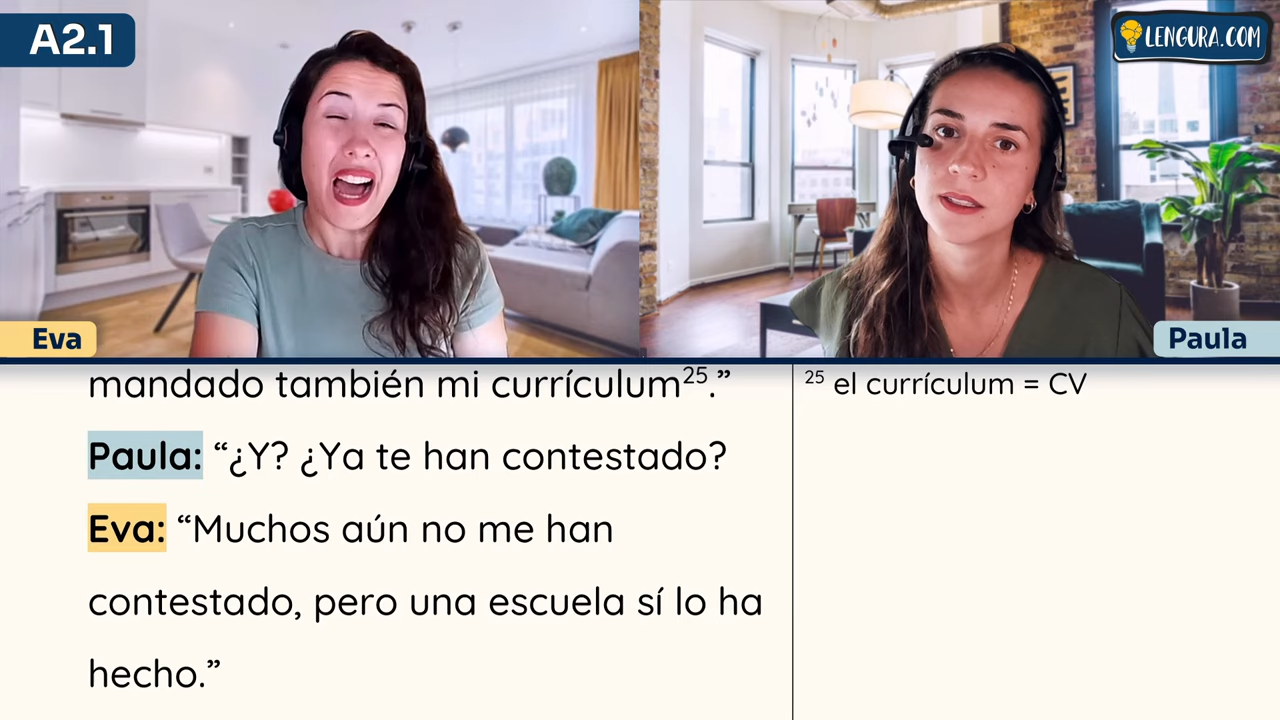 A2.1
LENGURA.COM
Eva
Paula
mandado también mi currículum²⁵.”
Paula: “¿Y? ¿Ya te han contestado?
Eva: “Muchos aún no me han
contestado, pero una escuela sí lo ha
hecho.”
²⁵ el currículum = CV